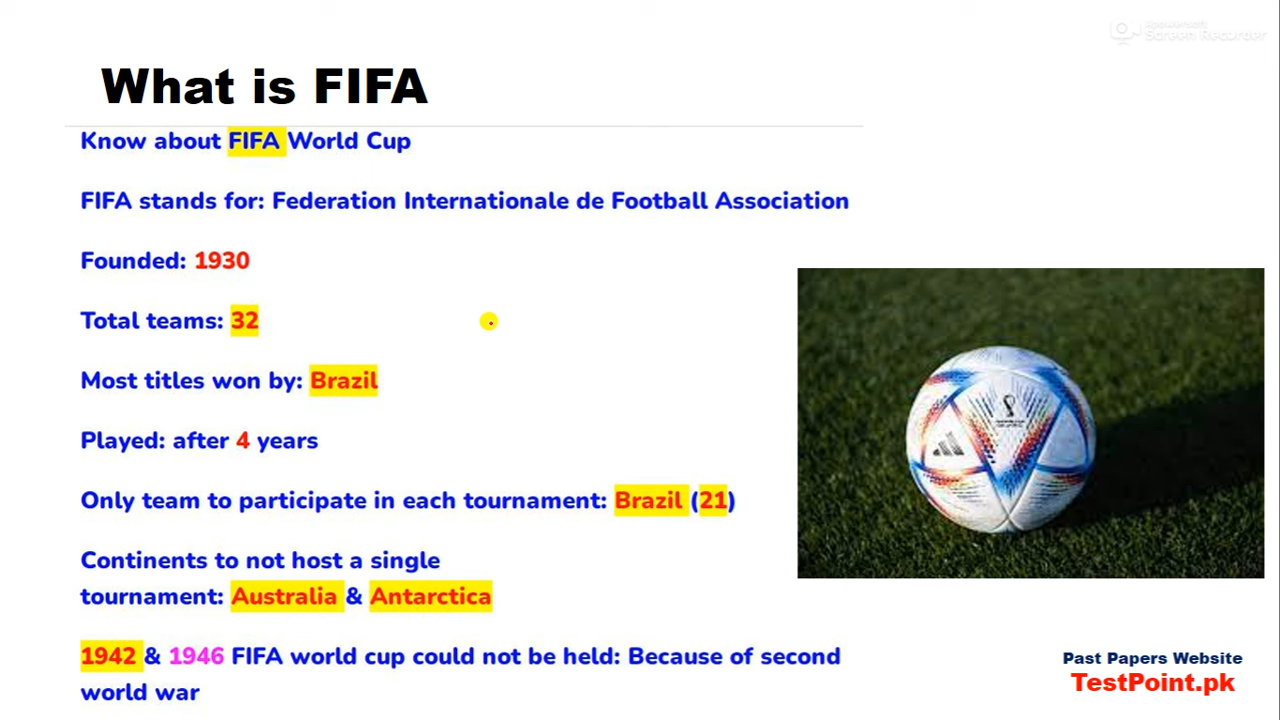 Apowersoft
Screen Recorder
What is FIFA
Know about FIFA World Cup
FIFA stands for: Federation Internationale de Football Association
Founded: 1930
Total teams: 32
Most titles won by: Brazil
Played: after 4 years
Only team to participate in each tournament: Brazil (21)
Continents to not host a single
tournament: Australia & Antarctica
1942 & 1946 FIFA world cup could not be held: Because of second
world war
Past Papers Website
TestPoint.pk